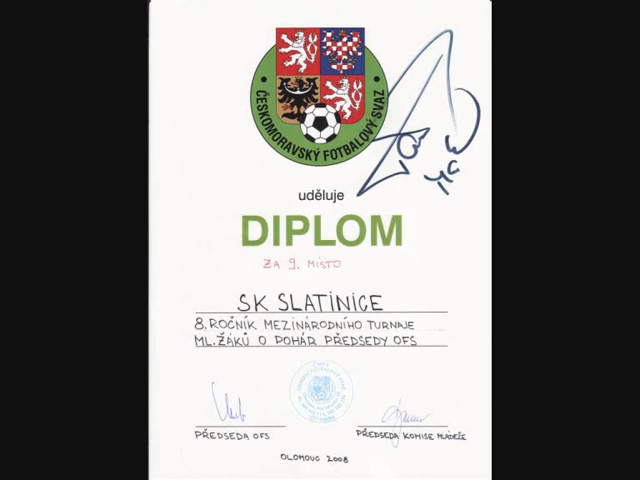 ČESKOMORAVSKÝ FOTBALOVÝ SVAZ
uděluje
DIPLOM
ZA 9. MÍSTO
SK SLATINICE
8. ROČNÍK MEZINÁRODNÍHO TURNAJE
ML. ŽÁKŮ O POHÁR PŘEDSEDY OFS
PŘEDSEDA OFS
PŘEDSEDA KOMISE MLÁDEŽE
OLOMOUC 2008